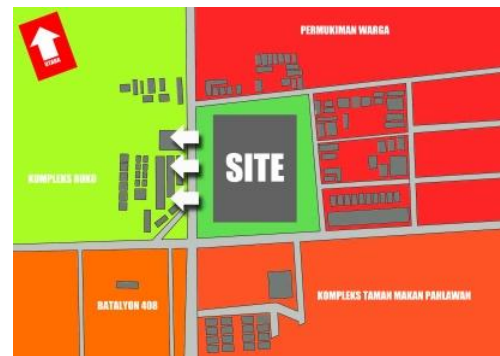 UTARA
PERMUKIMAN WARGA
SITE
KOMPLEKS RUKO
BATALYON 408
KOMPLEKS TAMAN MAKAN PAHLAWAN